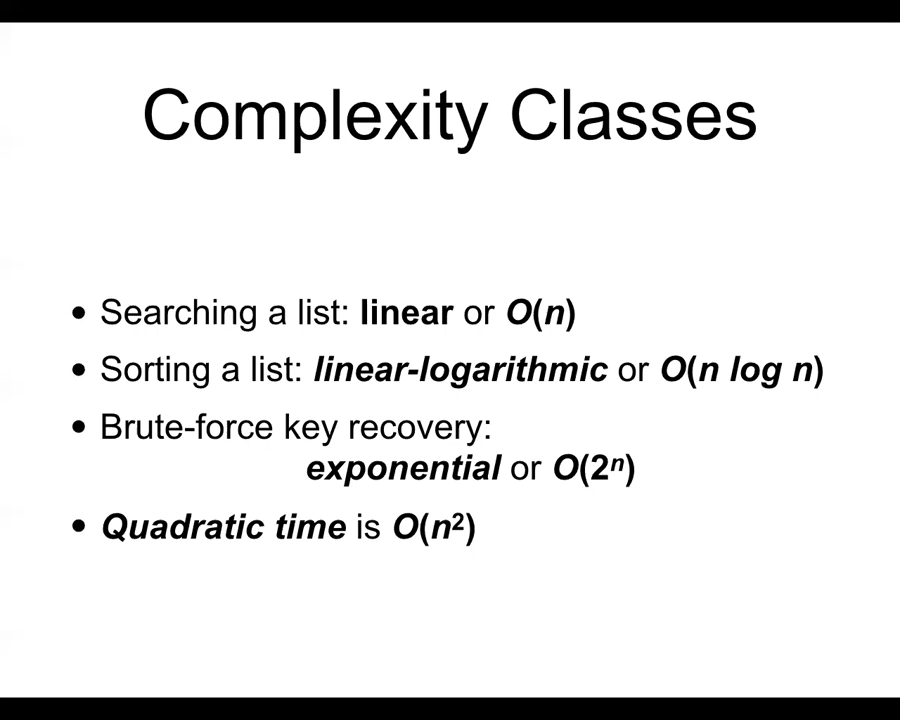 Complexity Classes
• Searching a list: linear or O(n)
• Sorting a list: linear-logarithmic or O(n log n)
• Brute-force key recovery:
exponential or O(2ⁿ)
• Quadratic time is O(n²)